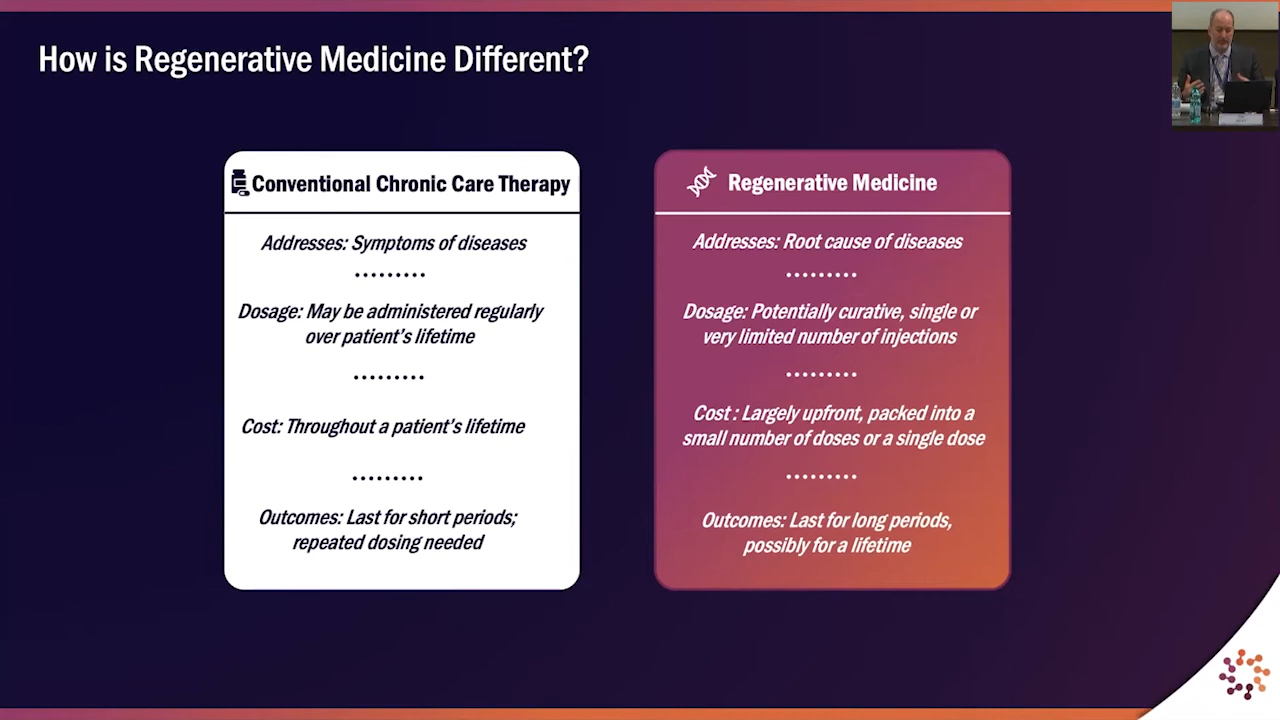 How is Regenerative Medicine Different?
Conventional Chronic Care Therapy
Addresses: Symptoms of diseases
Dosage: May be administered regularly
over patient's lifetime
Cost: Throughout a patient's lifetime
Outcomes: Last for short periods;
repeated dosing needed
Regenerative Medicine
Addresses: Root cause of diseases
Dosage: Potentially curative, single or
very limited number of injections
Cost : Largely upfront, packed into a
small number of doses or a single dose
Outcomes: Last for long periods,
possibly for a lifetime